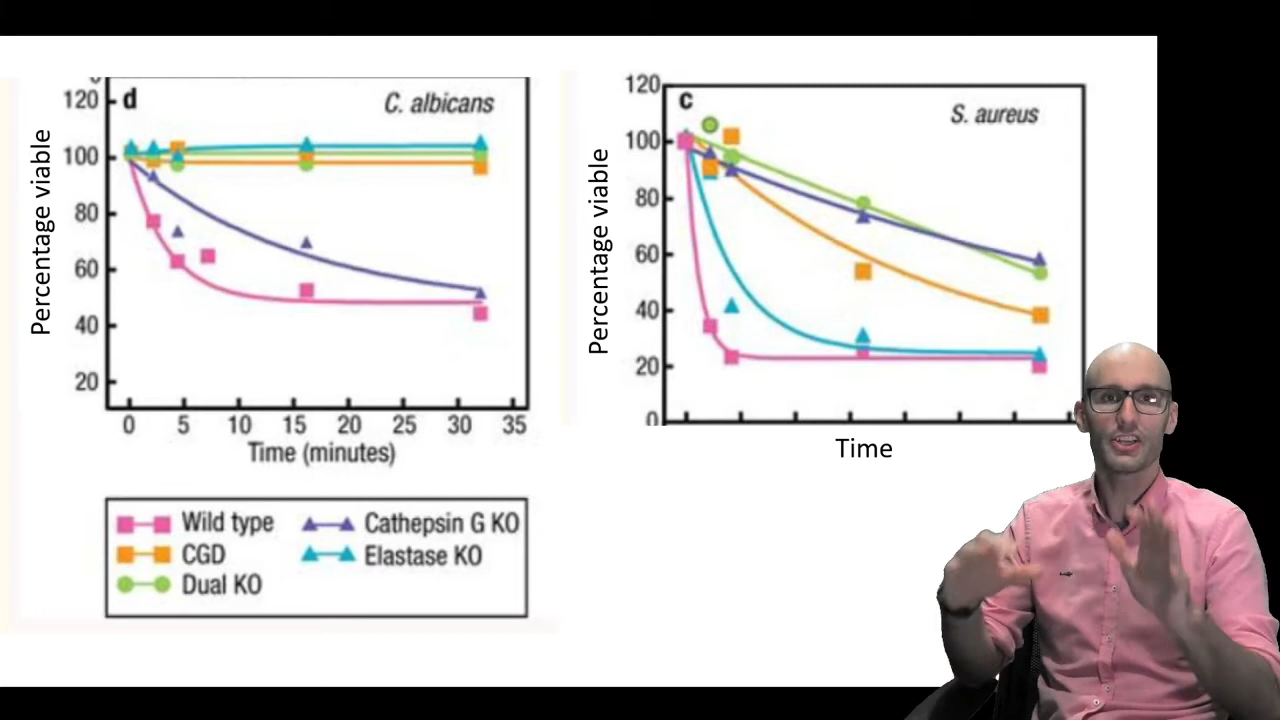 d
C. albicans
120
100
80
60
40
20
Percentage viable
0 5 10 15 20 25 30 35
Time (minutes)
Wild type
Cathepsin G KO
CGD
Elastase KO
Dual KO
c
S. aureus
120
100
80
60
40
20
0
Percentage viable
Time